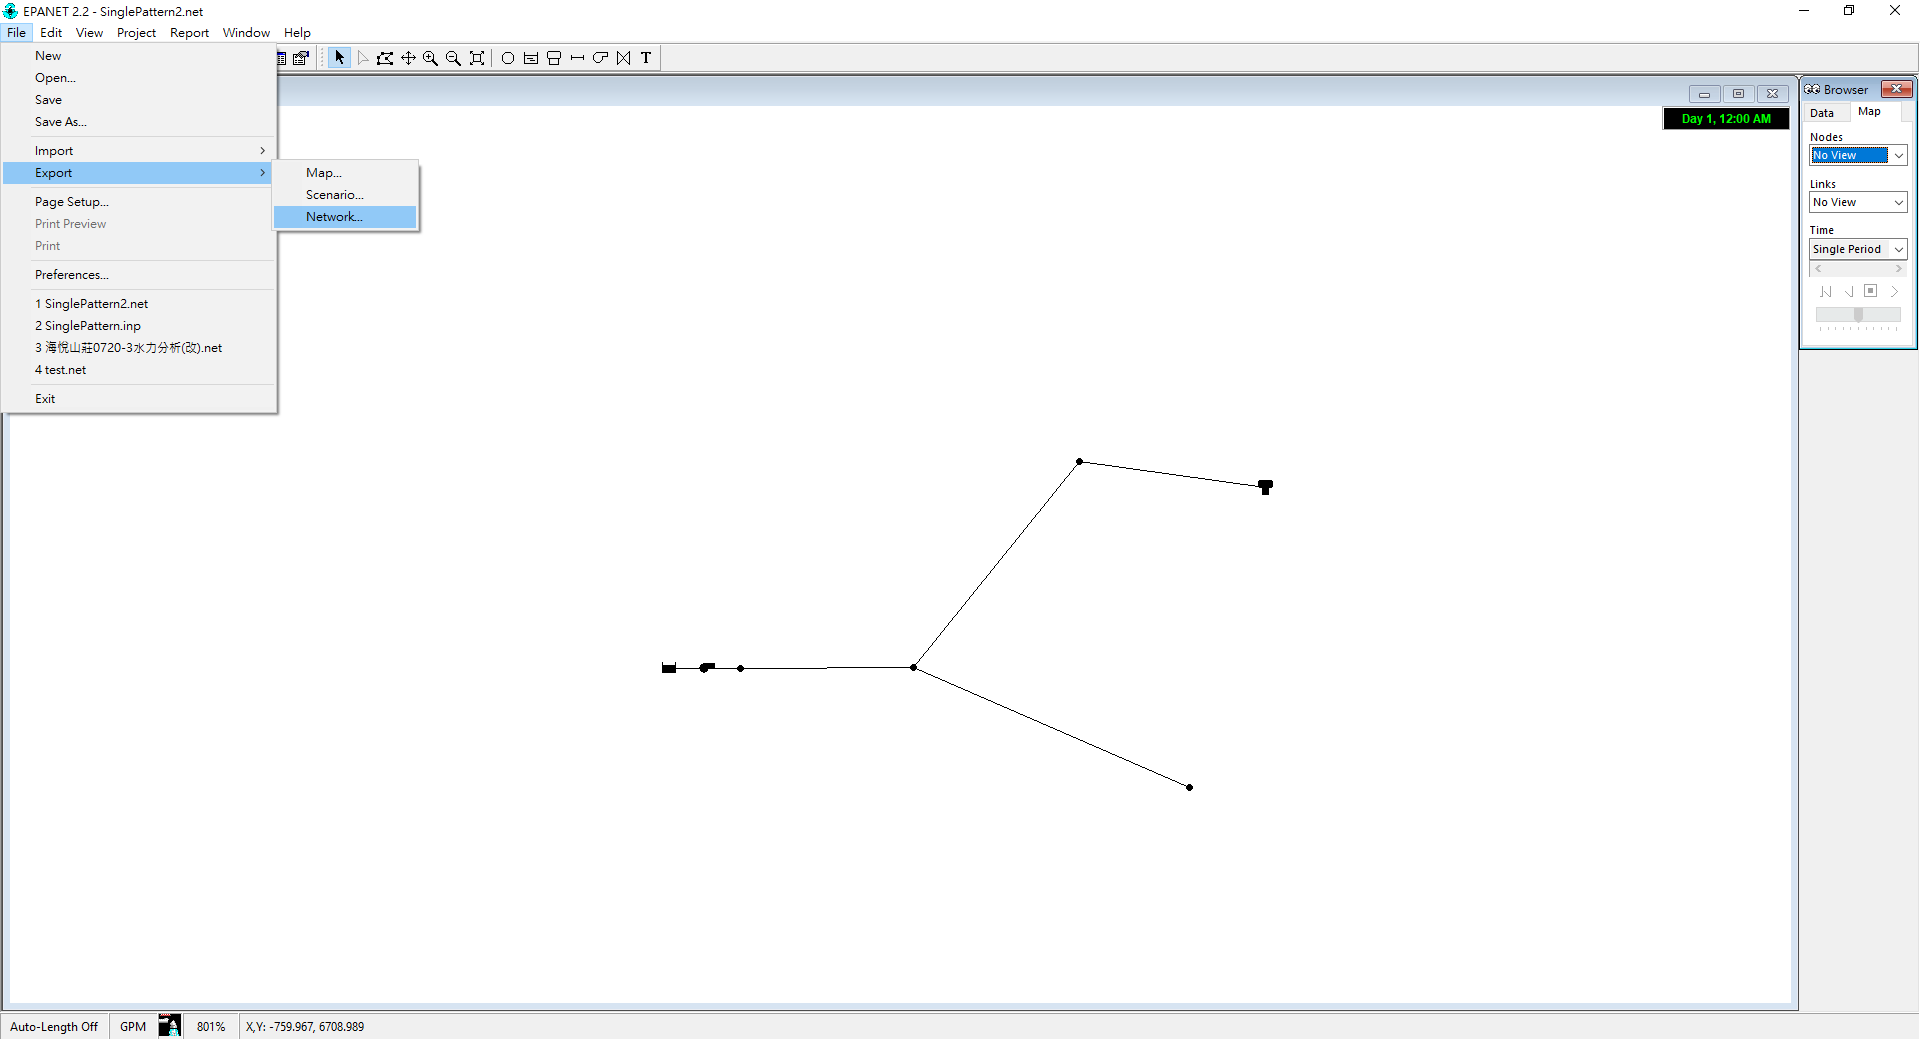 EPANET 2.2 - SinglePattern2.net
File Edit View Project Report Window Help
New
Open...
Save
Save As...
Import
Export
Page Setup...
Print Preview
Print
Preferences...
1 SinglePattern2.net
2 SinglePattern.inp
3 海悅山莊0720-3水力分析(改).net
4 test.net
Exit
Map...
Scenario...
Network...
T
Day 1, 12:00 AM
Browser
Data Map
Nodes
No View
Links
No View
Time
Single Period
Auto-Length Off GPM 801% X,Y: -759.967, 6708.989